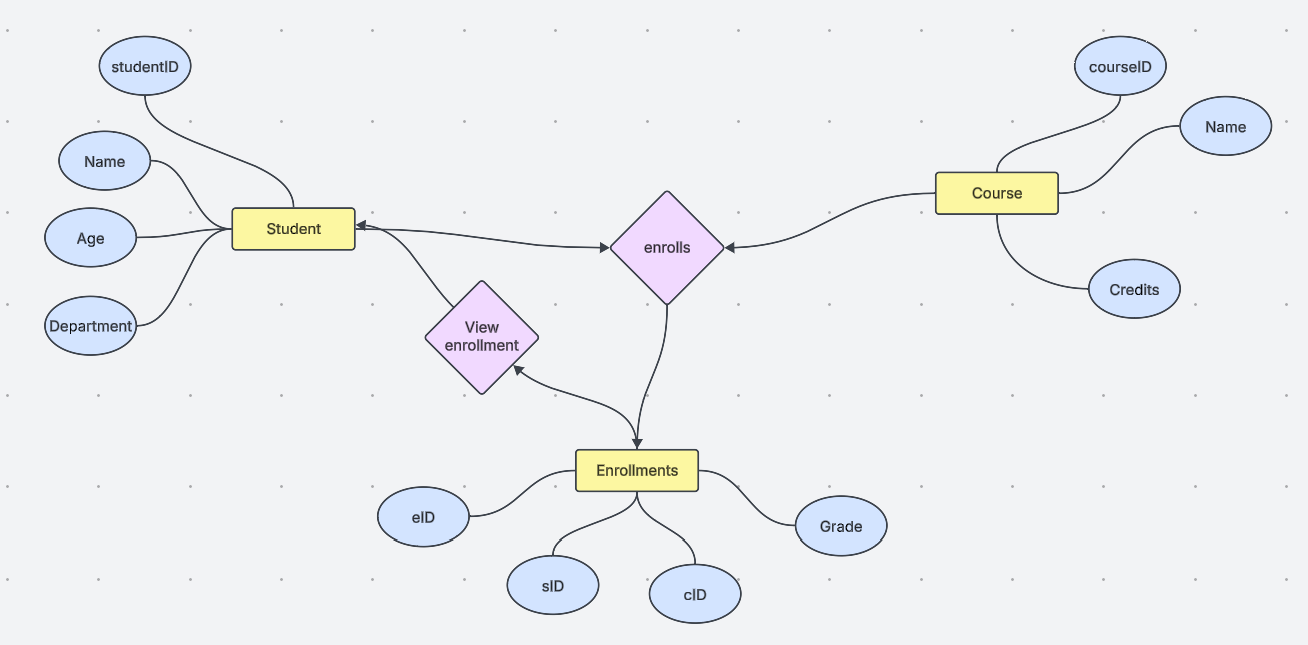 studentID
courseID
Name
Name
Course
Student
Age
enrolls
Credits
Department
View
enrollment
Enrollments
eID
Grade
sID
cID